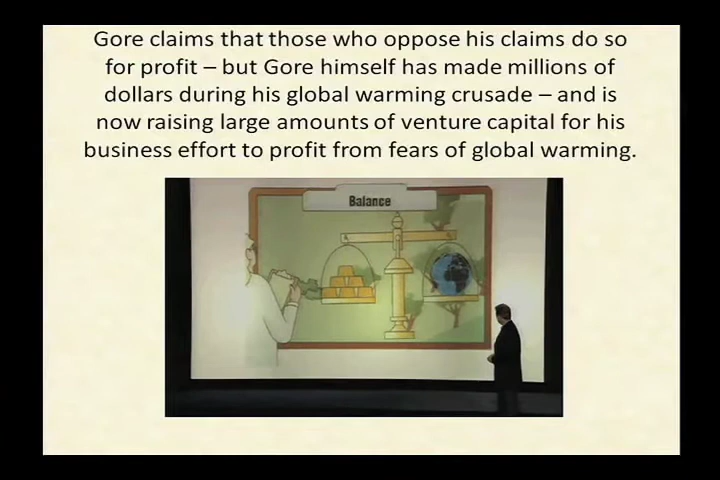 Gore claims that those who oppose his claims do so
for profit – but Gore himself has made millions of
dollars during his global warming crusade – and is
now raising large amounts of venture capital for his
business effort to profit from fears of global warming.
Balance